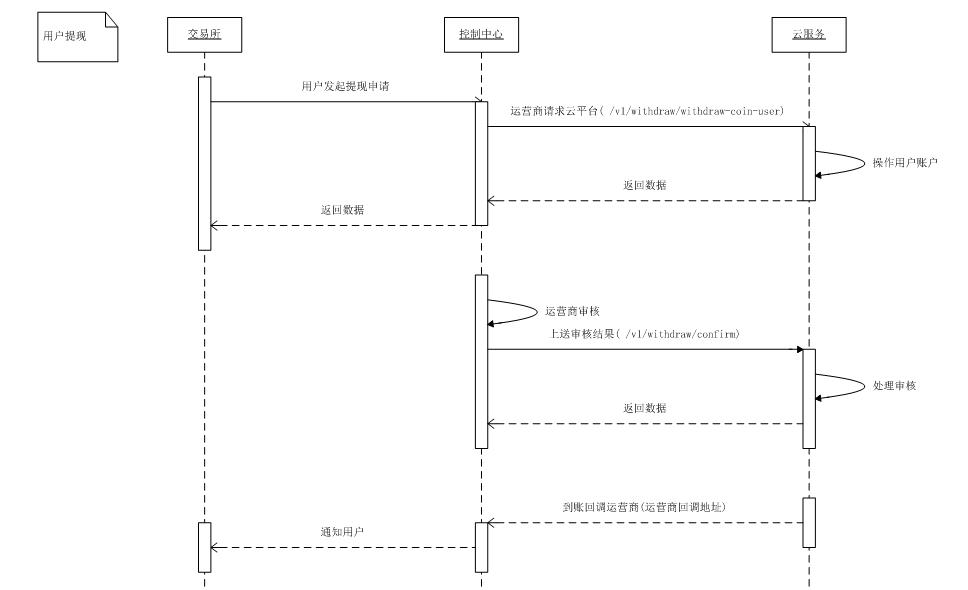 用户提现
交易所
控制中心
云服务
用户发起提现申请
运营商请求云平台( /v1/withdraw/withdraw-coin-user)
操作用户账户
返回数据
返回数据
运营商审核
上送审核结果( /v1/withdraw/confirm)
处理审核
返回数据
到账回调运营商(运营商回调地址)
通知用户